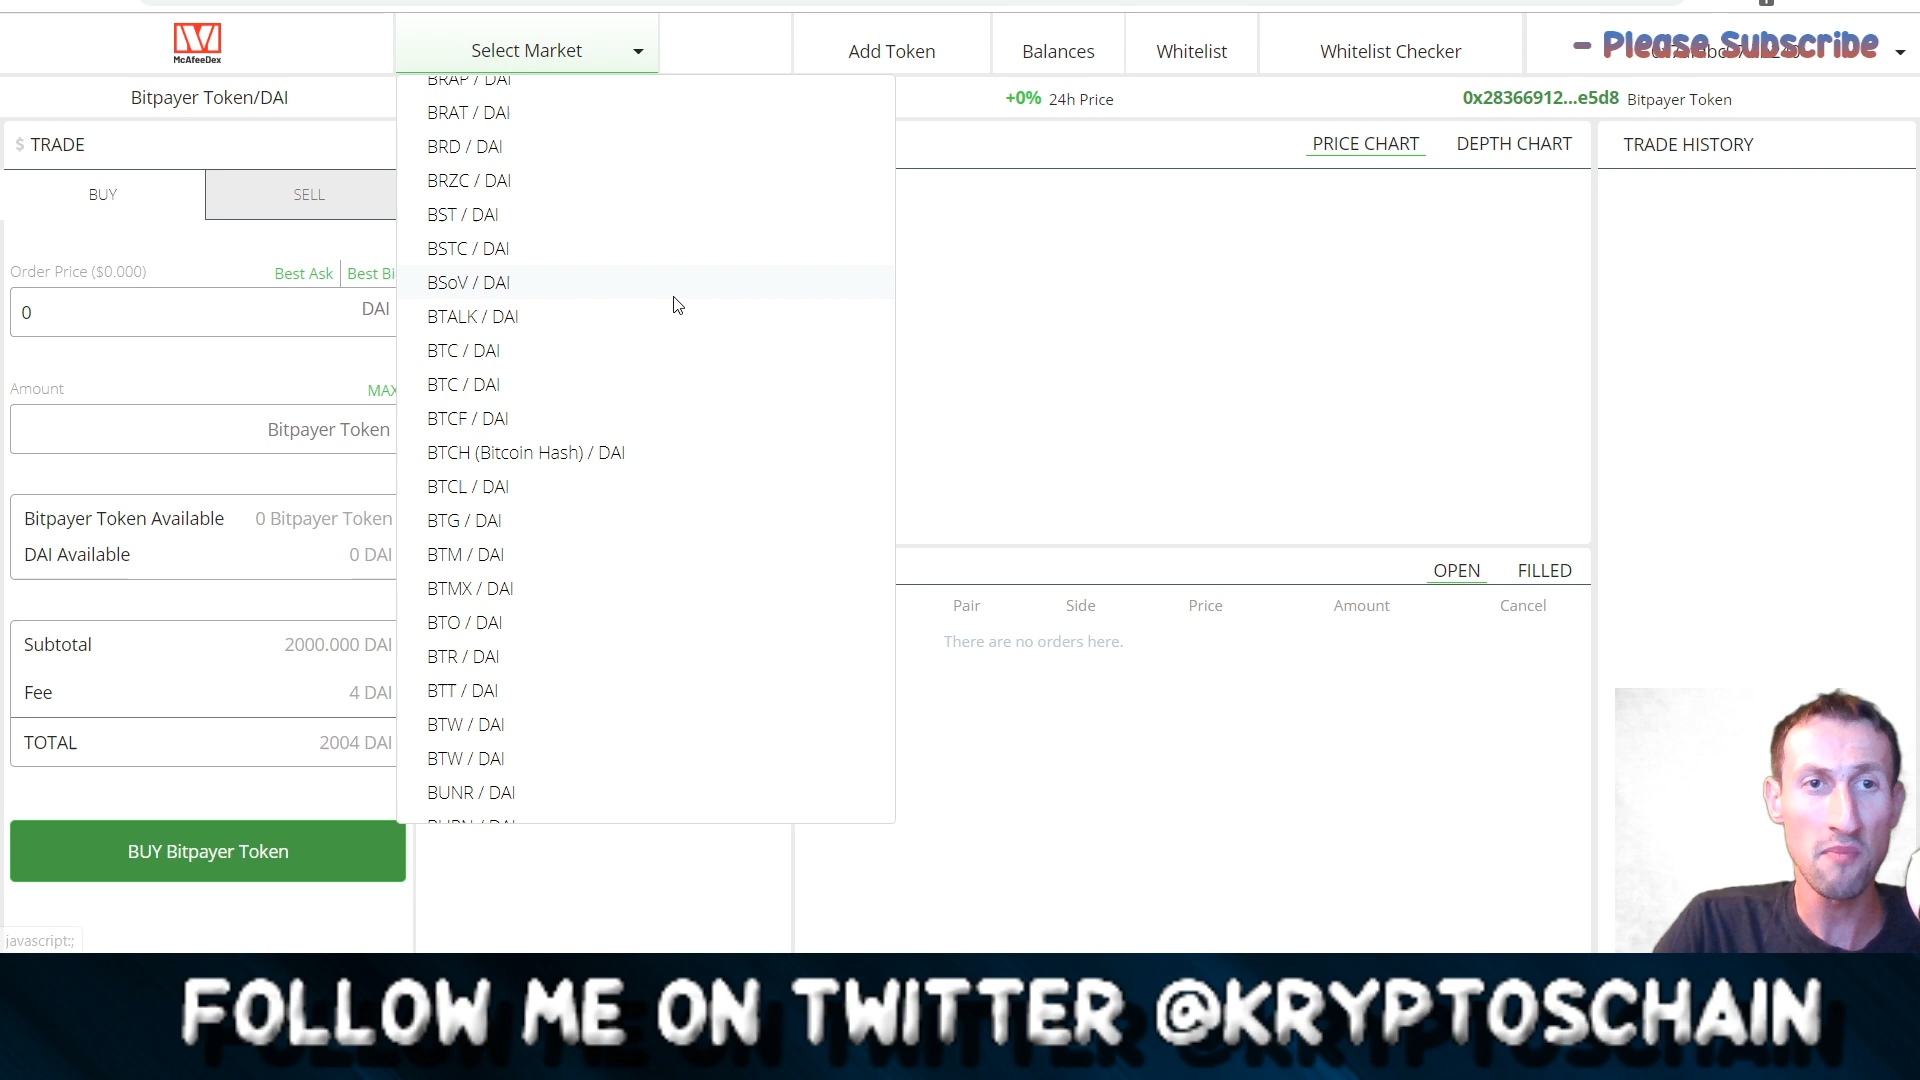 McAfeeDex
Select Market
Add Token
Balances
Whitelist
Whitelist Checker
- Please Subscribe
Bitpayer Token/DAI
+0% 24h Price
0x28366912...e5d8 Bitpayer Token
$ TRADE
BUY
SELL
Order Price ($0.000)
Best Ask
Best Bi
0
DAI
Amount
MAX
Bitpayer Token
Bitpayer Token Available
0 Bitpayer Token
DAI Available
0 DAI
Subtotal
2000.000 DAI
Fee
4 DAI
TOTAL
2004 DAI
BUY Bitpayer Token
javascript:;
BRAP / DAI
BRAT / DAI
BRD / DAI
BRZC / DAI
BST / DAI
BSTC / DAI
BSoV / DAI
BTALK / DAI
BTC / DAI
BTC / DAI
BTCF / DAI
BTCH (Bitcoin Hash) / DAI
BTCL / DAI
BTG / DAI
BTM / DAI
BTMX / DAI
BTO / DAI
BTR / DAI
BTT / DAI
BTW / DAI
BTW / DAI
BUNR / DAI
PRICE CHART
DEPTH CHART
TRADE HISTORY
OPEN
FILLED
Pair
Side
Price
Amount
Cancel
There are no orders here.
FOLLOW ME ON TWITTER @KRYPTOSCHAIN